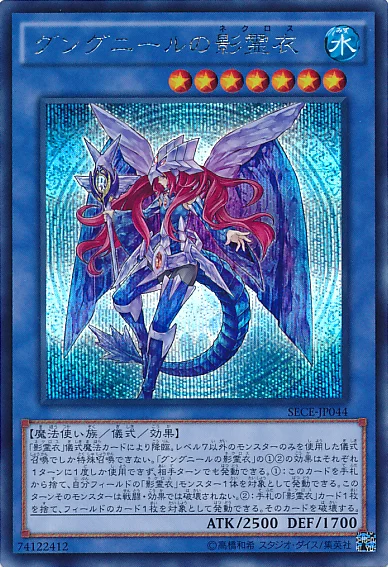 グングニールの影霊衣
ネクロス
水
みず
SECE-JP044
【魔法使い族／儀式／効果】
「影霊衣」儀式魔法カードにより降臨。レベル7以外のモンスターのみを使用した儀式
召喚でしか特殊召喚できない。「グングニールの影霊衣」の①②の効果はそれぞれ
1ターンに1度しか使用できず、相手ターンでも発動できる。①：このカードを手札
から捨て、自分フィールドの「影霊衣」モンスター1体を対象として発動できる。この
ターンそのモンスターは戦闘・効果では破壊されない。②：手札の「影霊衣」カード1枚
を捨て、フィールドのカード1枚を対象として発動できる。そのカードを破壊する。
ATK/2500 DEF/1700
74122412
©高橋和希 スタジオ・ダイス/集英社